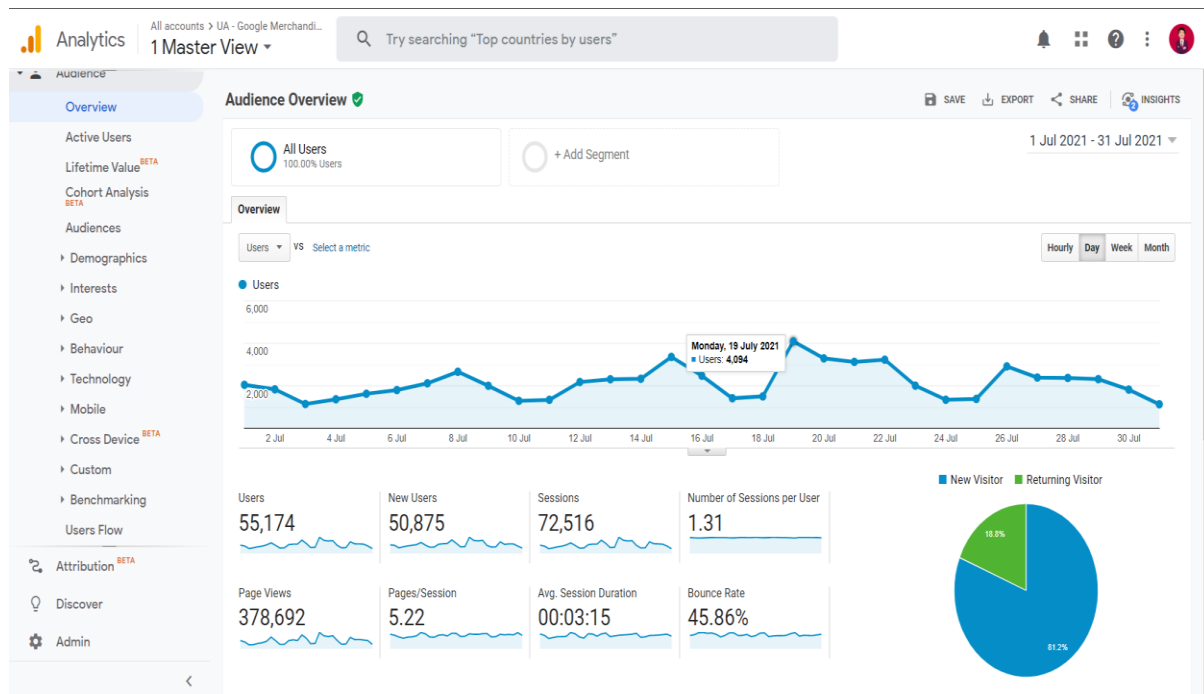 Analytics
All accounts > UA - Google Merchandi...
1 Master View
Try searching “Top countries by users”
Audience
Overview
Active Users
Lifetime Value BETA
Cohort Analysis
BETA
Audiences
Demographics
Interests
Geo
Behaviour
Technology
Mobile
Cross Device BETA
Custom
Benchmarking
Users Flow
Attribution BETA
Discover
Admin
Audience Overview
SAVE
EXPORT
SHARE
2
INSIGHTS
All Users
100.00% Users
+ Add Segment
1 Jul 2021 - 31 Jul 2021
Overview
Users VS Select a metric
Hourly Day Week Month
Users
6,000
4,000
2,000
Monday, 19 July 2021
Users: 4,094
2 Jul 4 Jul 6 Jul 8 Jul 10 Jul 12 Jul 14 Jul 16 Jul 18 Jul 20 Jul 22 Jul 24 Jul 26 Jul 28 Jul 30 Jul
Users
55,174
New Users
50,875
Sessions
72,516
Number of Sessions per User
1.31
Page Views
378,692
Pages/Session
5.22
Avg. Session Duration
00:03:15
Bounce Rate
45.86%
New Visitor Returning Visitor
18.8%
81.2%